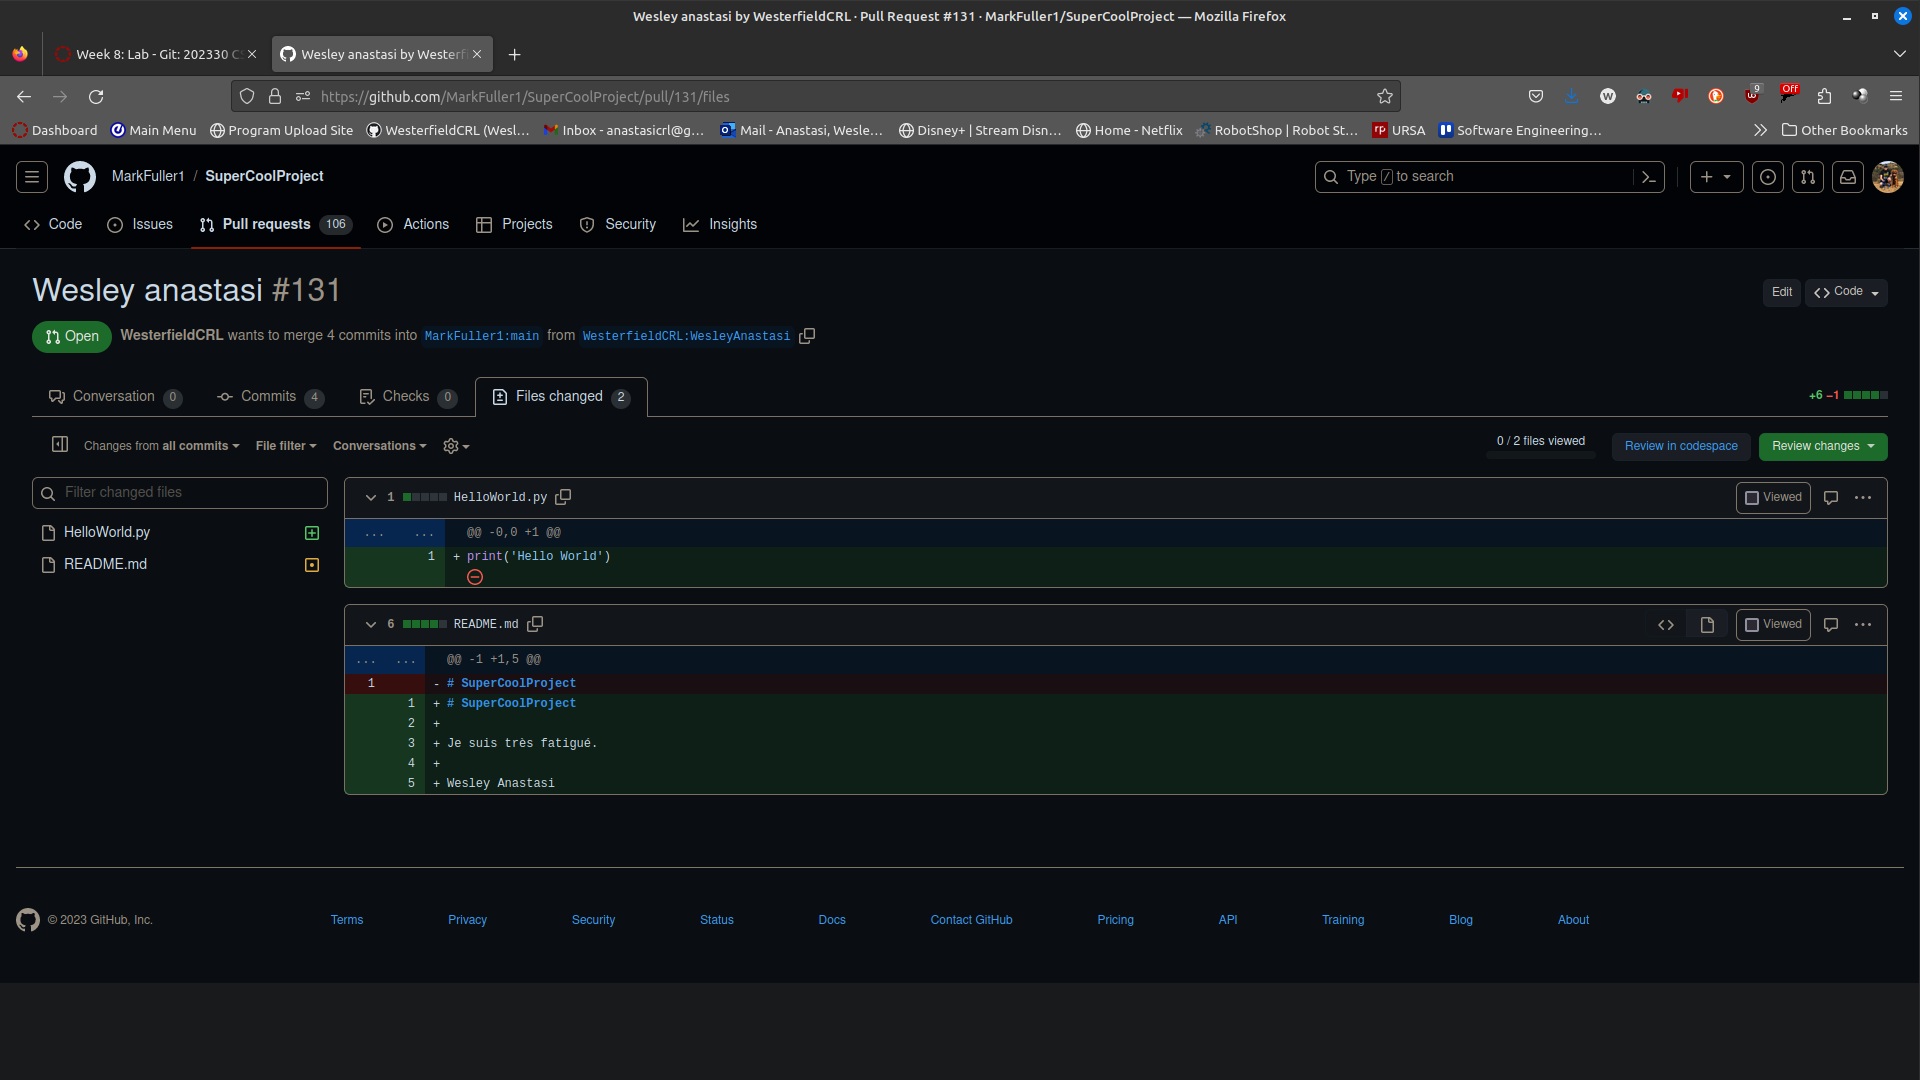 Wesley anastasi by WesterfieldCRL · Pull Request #131 · MarkFuller1/SuperCoolProject — Mozilla Firefox
Week 8: Lab - Git: 202330 CS
Wesley anastasi by Westerfi
https://github.com/MarkFuller1/SuperCoolProject/pull/131/files
W
9
Off
Dashboard
Main Menu
Program Upload Site
WesterfieldCRL (Wesl…
Inbox - anastasicrl@g…
Mail - Anastasi, Wesle…
Disney+ | Stream Disn…
Home - Netflix
RobotShop | Robot St…
rp URSA
Software Engineering…
Other Bookmarks
MarkFuller1 / SuperCoolProject
Type / to search
Code
Issues
Pull requests 106
Actions
Projects
Security
Insights
Wesley anastasi #131
Edit
Code
Open
WesterfieldCRL wants to merge 4 commits into MarkFuller1:main from WesterfieldCRL:WesleyAnastasi
Conversation 0
Commits 4
Checks 0
Files changed 2
+6 −1
Changes from all commits
File filter
Conversations
0 / 2 files viewed
Review in codespace
Review changes
Filter changed files
HelloWorld.py
README.md
1 HelloWorld.py
Viewed
... ... @@ -0,0 +1 @@
1 + print('Hello World')
6 README.md
Viewed
... ... @@ -1 +1,5 @@
1 - # SuperCoolProject
1 + # SuperCoolProject
2 +
3 + Je suis très fatigué.
4 +
5 + Wesley Anastasi
© 2023 GitHub, Inc.
Terms
Privacy
Security
Status
Docs
Contact GitHub
Pricing
API
Training
Blog
About